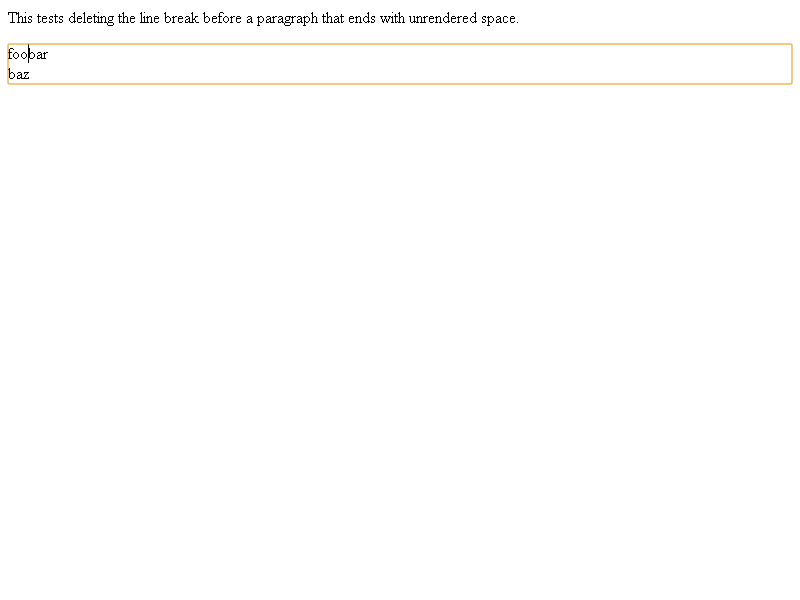 This tests deleting the line break before a paragraph that ends with unrendered space.
foobar
baz